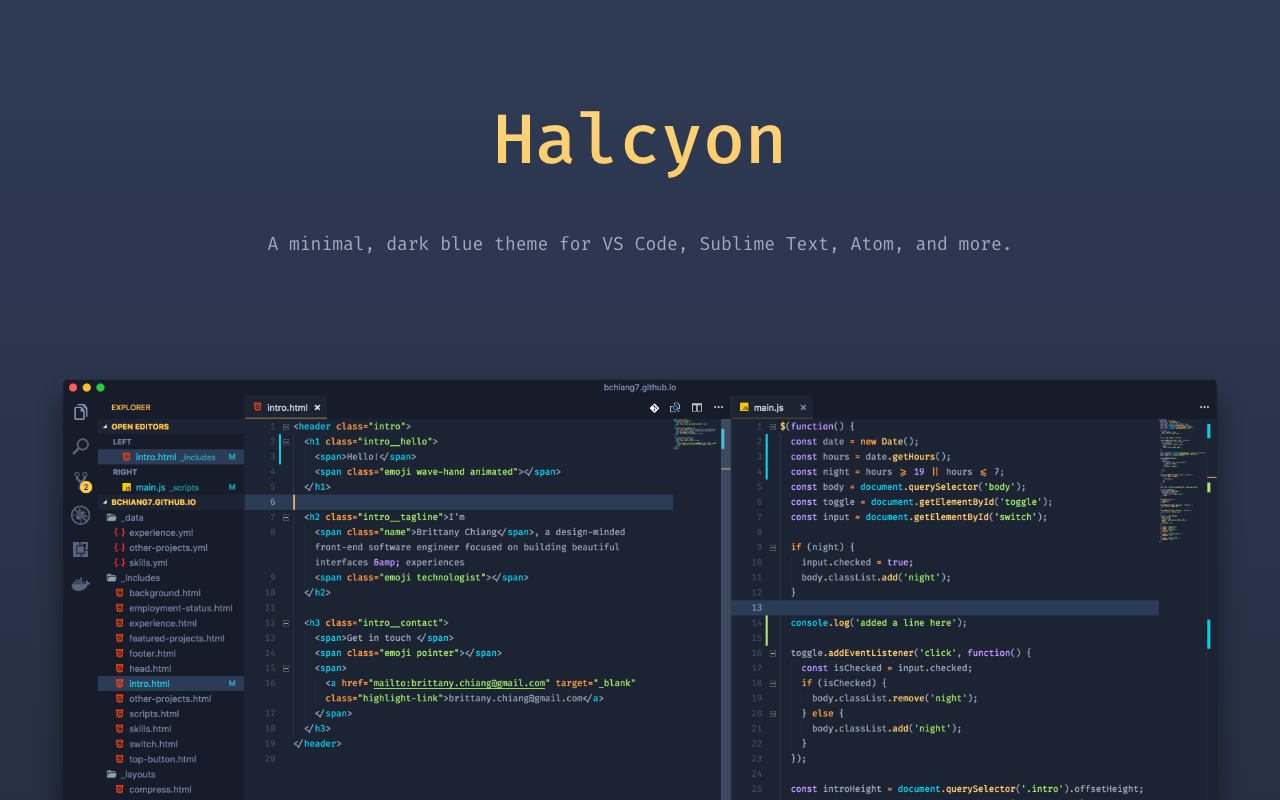 Halcyon
A minimal, dark blue theme for VS Code, Sublime Text, Atom, and more.
bchiang7.github.io
EXPLORER
OPEN EDITORS
LEFT
intro.html _includes M
RIGHT
main.js _scripts M
2
BCHIANG7.GITHUB.IO
_data
experience.yml
other-projects.yml
skills.yml
_includes
background.html
employment-status.html
experience.html
featured-projects.html
footer.html
head.html
intro.html M
other-projects.html
scripts.html
skills.html
switch.html
top-button.html
_layouts
compress.html
intro.html
1 <header class="intro">
2 <h1 class="intro__hello">
3 <span>Hello!</span>
4 <span class="emoji wave-hand animated"></span>
5 </h1>
6
7 <h2 class="intro__tagline">I'm
8 <span class="name">Brittany Chiang</span>, a design-minded
front-end software engineer focused on building beautiful
interfaces &amp; experiences
9 <span class="emoji technologist"></span>
10 </h2>
11
12 <h3 class="intro__contact">
13 <span>Get in touch </span>
14 <span class="emoji pointer"></span>
15 <span>
16 <a href="mailto:brittany.chiang@gmail.com" target="_blank"
class="highlight-link">brittany.chiang@gmail.com</a>
17 </span>
18 </h3>
19 </header>
20
main.js
1 $(function() {
2 const date = new Date();
3 const hours = date.getHours();
4 const night = hours ⩾ 19 || hours ⩽ 7;
5 const body = document.querySelector('body');
6 const toggle = document.getElementById('toggle');
7 const input = document.getElementById('switch');
8
9 if (night) {
10 input.checked = true;
11 body.classList.add('night');
12 }
13
14 console.log('added a line here');
15
16 toggle.addEventListener('click', function() {
17 const isChecked = input.checked;
18 if (isChecked) {
19 body.classList.remove('night');
20 } else {
21 body.classList.add('night');
22 }
23 });
24
25 const introHeight = document.querySelector('.intro').offsetHeight;